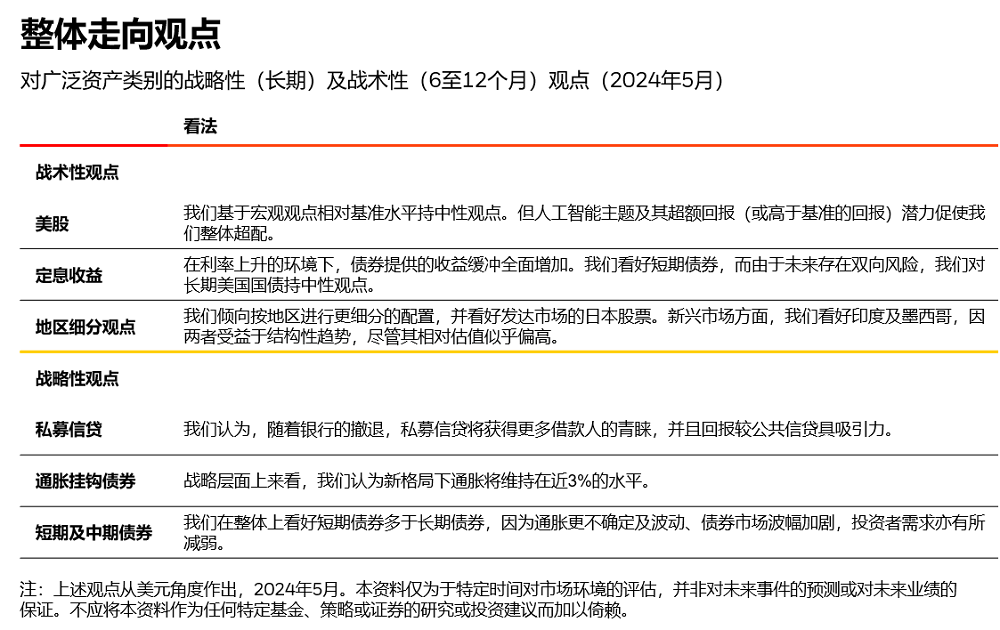 整体走向观点
对广泛资产类别的战略性（长期）及战术性（6至12个月）观点（2024年5月）
看法
战术性观点
美股
我们基于宏观观点相对基准水平持中性观点。但人工智能主题及其超额回报（或高于基准的回报）潜力促使我
们整体超配。
定息收益
在利率上升的环境下，债券提供的收益缓冲全面增加。我们看好短期债券，而由于未来存在双向风险，我们对
长期美国国债持中性观点。
地区细分观点
我们倾向按地区进行更细分的配置，并看好发达市场的日本股票。新兴市场方面，我们看好印度及墨西哥，因
两者受益于结构性趋势，尽管其相对估值似乎偏高。
战略性观点
私募信贷
我们认为，随着银行的撤退，私募信贷将获得更多借款人的青睐，并且回报较公共信贷具吸引力。
通胀挂钩债券
战略层面上来看，我们认为新格局下通胀将维持在近3%的水平。
短期及中期债券
我们在整体上看好短期债券多于长期债券，因为通胀更不确定及波动、债券市场波幅加剧，投资者需求亦有所
减弱。
注：上述观点从美元角度作出，2024年5月。本资料仅为于特定时间对市场环境的评估，并非对未来事件的预测或对未来业绩的
保证。不应将本资料作为任何特定基金、策略或证券的研究或投资建议而加以倚赖。